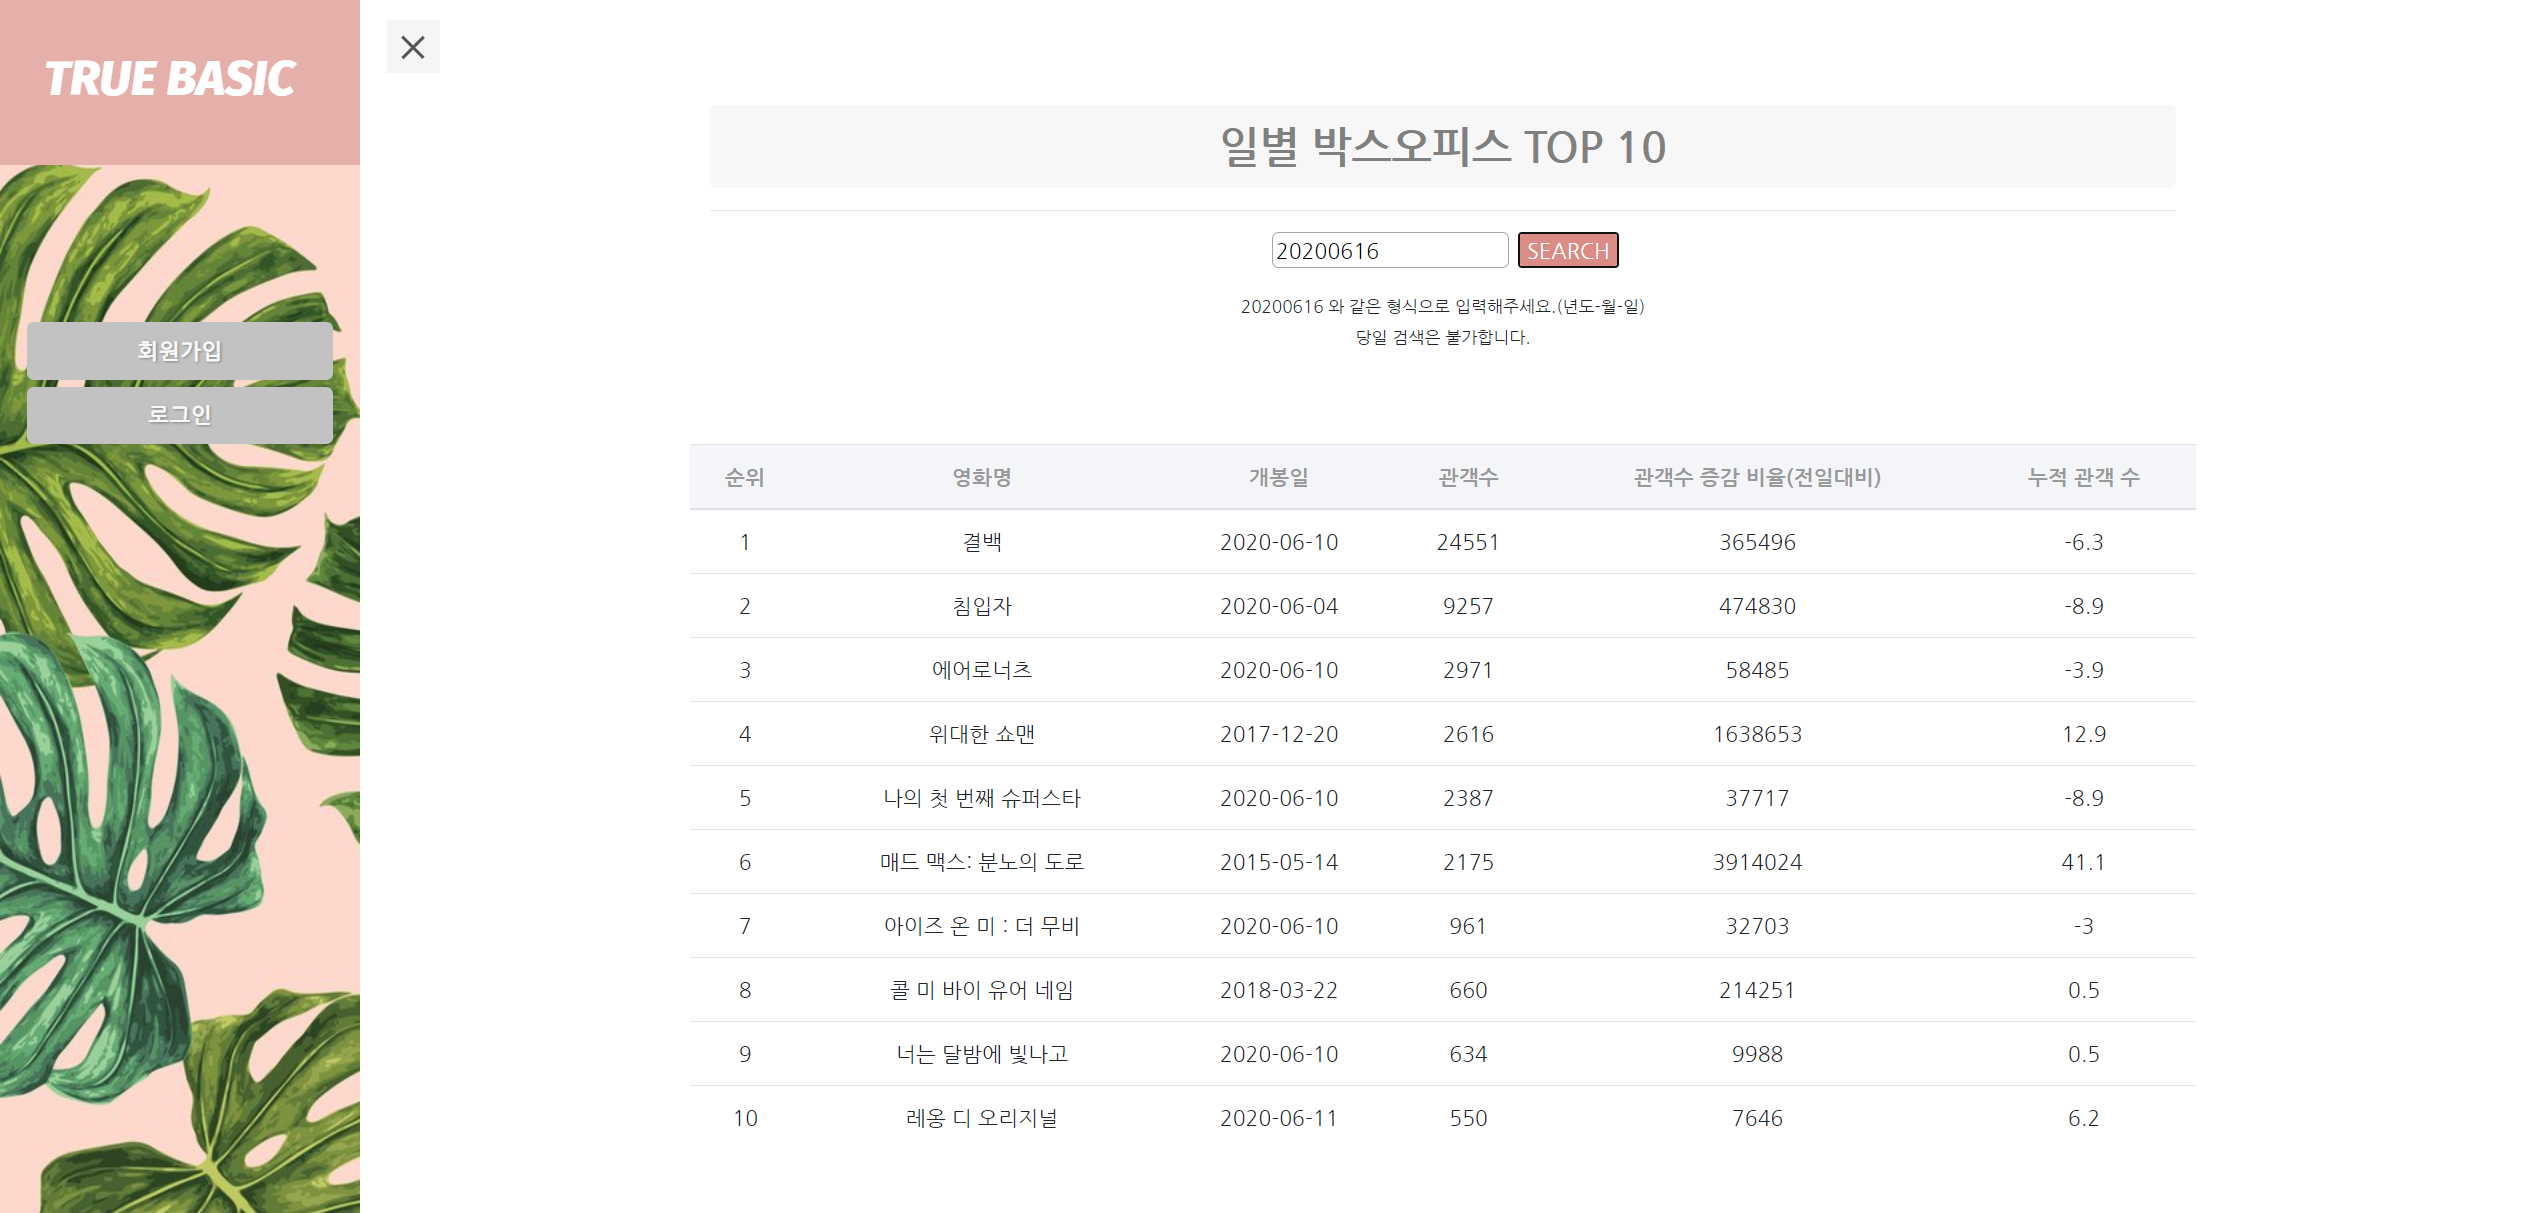 TRUE BASIC
회원가입
로그인
일별 박스오피스 TOP 10
20200616 SEARCH
20200616 와 같은 형식으로 입력해주세요.(년도-월-일)
당일 검색은 불가합니다.
순위 영화명 개봉일 관객수 관객수 증감 비율(전일대비) 누적 관객 수
1 결백 2020-06-10 24551 365496 -6.3
2 침입자 2020-06-04 9257 474830 -8.9
3 에어로너츠 2020-06-10 2971 58485 -3.9
4 위대한 쇼맨 2017-12-20 2616 1638653 12.9
5 나의 첫 번째 슈퍼스타 2020-06-10 2387 37717 -8.9
6 매드 맥스: 분노의 도로 2015-05-14 2175 3914024 41.1
7 아이즈 온 미 : 더 무비 2020-06-10 961 32703 -3
8 콜 미 바이 유어 네임 2018-03-22 660 214251 0.5
9 너는 달밤에 빛나고 2020-06-10 634 9988 0.5
10 레옹 디 오리지널 2020-06-11 550 7646 6.2